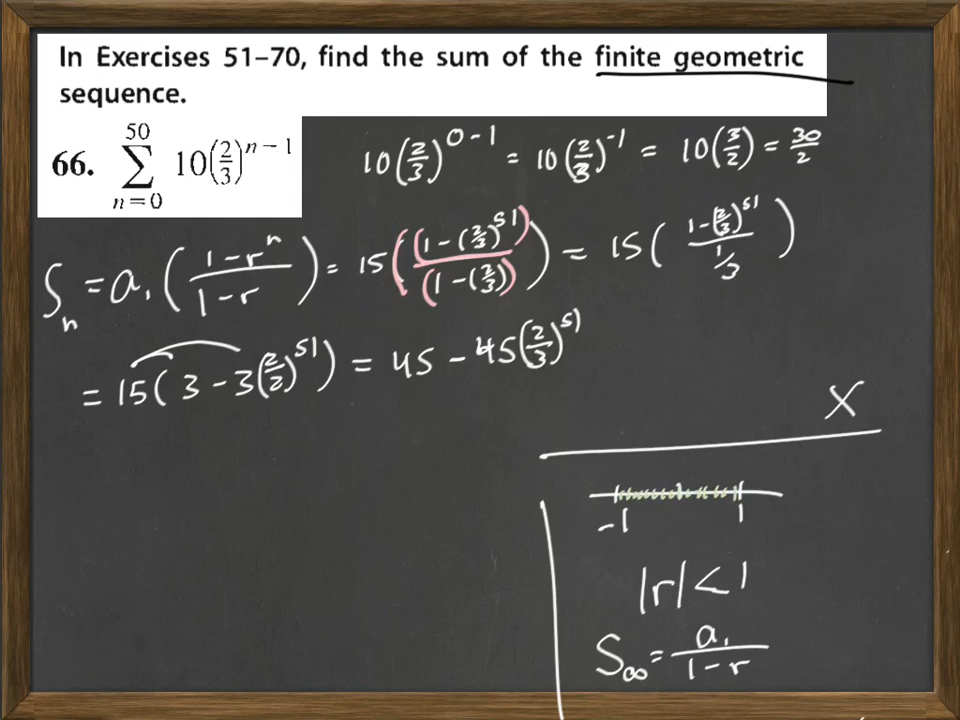 In Exercises 51–70, find the sum of the finite geometric
sequence.
66. \sum_{n=0}^{50} 10(2/3)^{n-1}
10(2/3)^{0-1} = 10(2/3)^{-1} = 10(3/2) = 30/2
S_n = a_1 ( (1-r^n)/(1-r) ) = 15( (1-(2/3)^{51}) / (1-(2/3)) ) = 15( (1-(2/3)^{51}) / (1/3) )
= 15( 3 - 3(2/2)^{51} ) = 45 - 45(2/3)^{51}
X
-1 1
|r| < 1
S_∞ = a_1/(1-r)